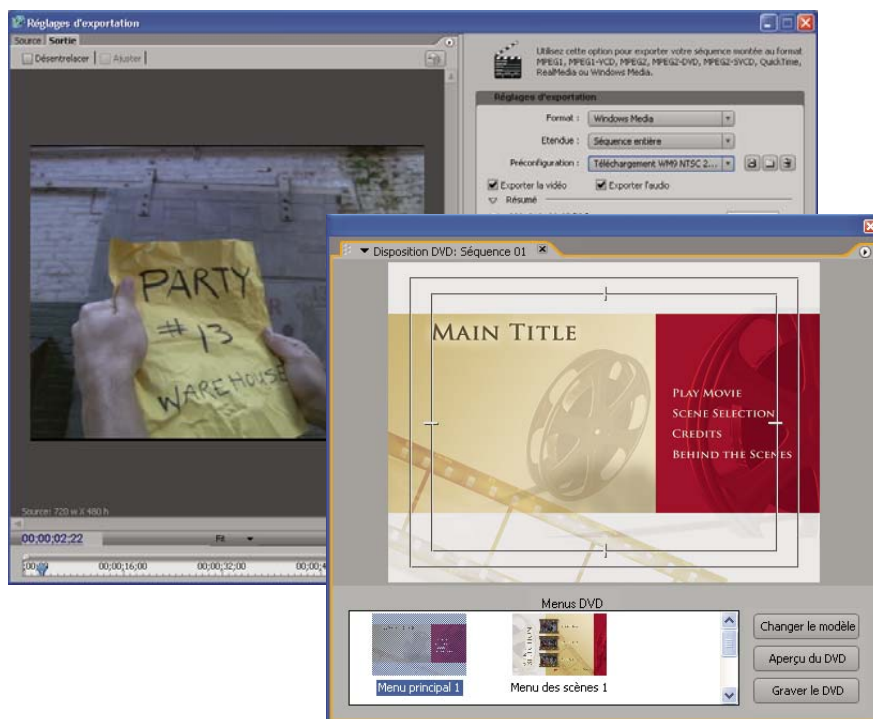 Réglages d'exportation
Source Sortie
Désentrelacer Ajuster
Utilisez cette option pour exporter votre séquence montée au format
MPEG1, MPEG1-VCD, MPEG2, MPEG2-DVD, MPEG2-SVCD, QuickTime,
RealMedia ou Windows Media.
Réglages d'exportation
Format : Windows Media
Etendue : Séquence entière
Préconfiguration : Téléchargement WM9 NTSC 2...
Exporter la vidéo Exporter l'audio
Résumé
PARTY
# 13
WAREHOUSE
Source: 720 w X 480 h
00;00;02;22 Fit
00;00;16;00 00;00;32;00
Disposition DVD: Séquence 01
MAIN TITLE
PLAY MOVIE
SCENE SELECTION
CREDITS
BEHIND THE SCENES
Menus DVD
Menu principal 1 Menu des scènes 1
Changer le modèle
Aperçu du DVD
Graver le DVD